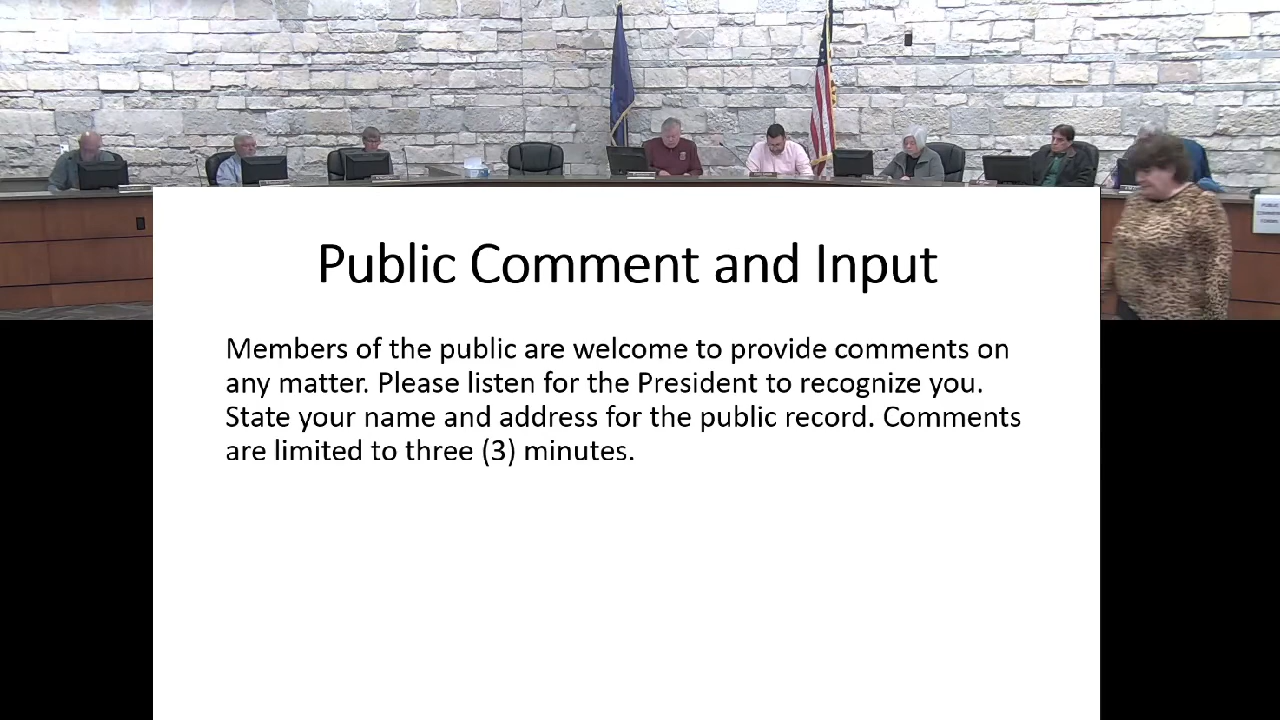 Public Comment and Input
Members of the public are welcome to provide comments on
any matter. Please listen for the President to recognize you.
State your name and address for the public record. Comments
are limited to three (3) minutes.
PUBLIC